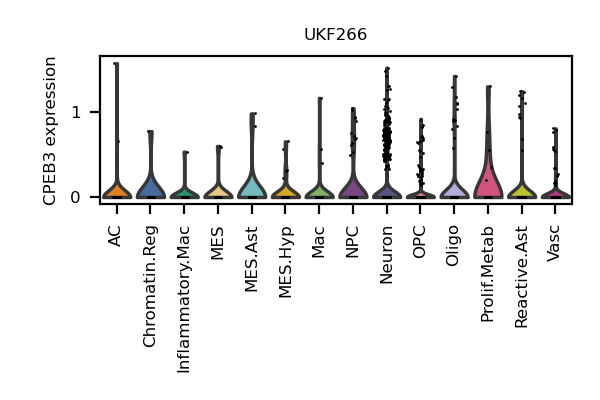 UKF266
CPEB3 expression
1
0
AC
Chromatin.Reg
Inflammatory.Mac
MES
MES.Ast
MES.Hyp
Mac
NPC
Neuron
OPC
Oligo
Prolif.Metab
Reactive.Ast
Vasc